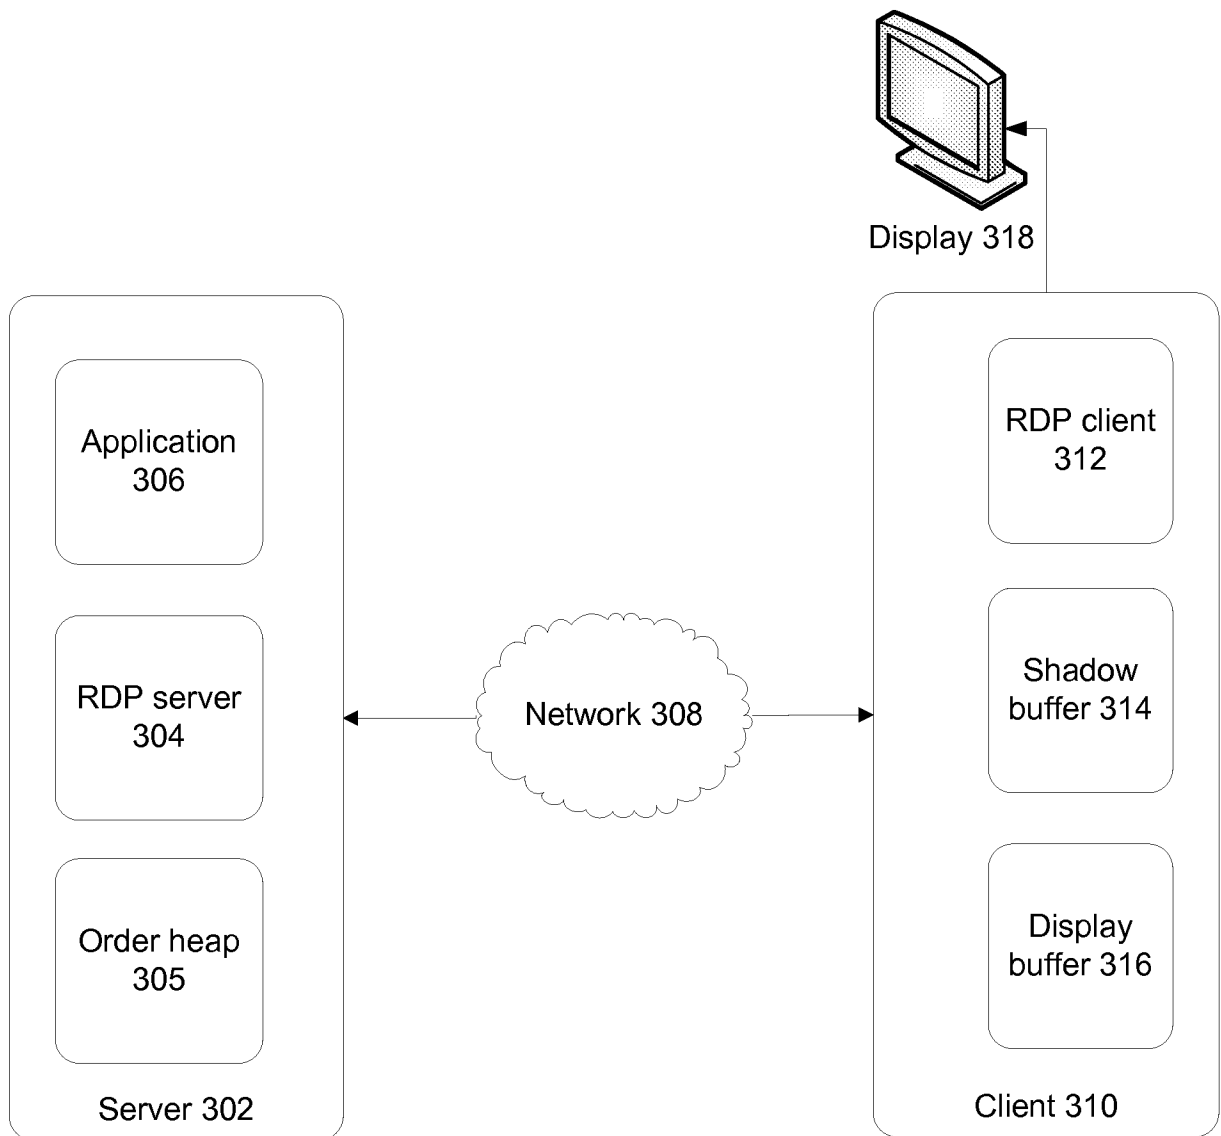 Display 318
Application
306
RDP server
304
Order heap
305
Server 302
Network 308
RDP client
312
Shadow
buffer 314
Display
buffer 316
Client 310